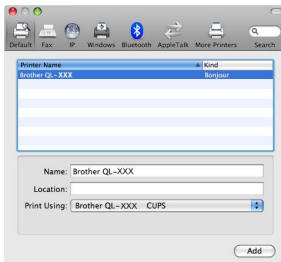 Default Fax IP Windows Bluetooth AppleTalk More Printers Search
Printer Name Kind
Brother QL-XXX Bonjour
Name: Brother QL-XXX
Location:
Print Using: Brother QL-XXX CUPS
Add